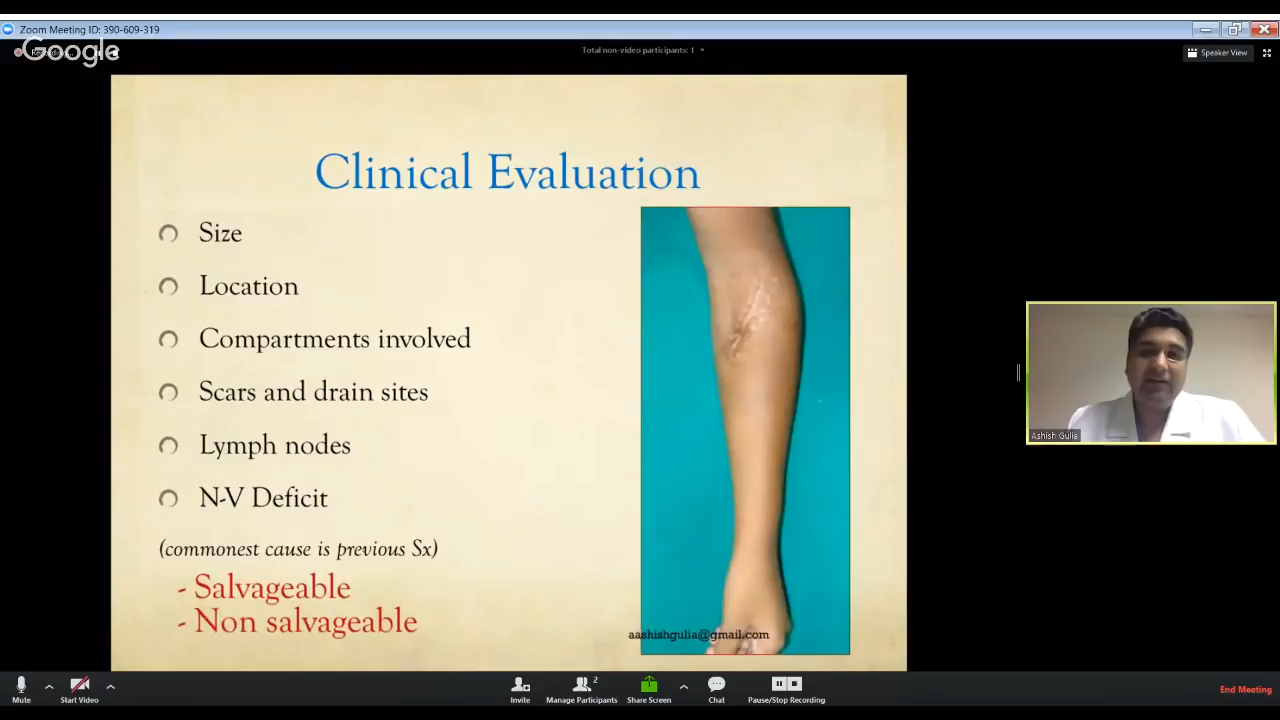 Zoom Meeting ID: 390-609-319
Google
Total non-video participants: 1
Speaker View
Clinical Evaluation
Size
Location
Compartments involved
Scars and drain sites
Lymph nodes
N-V Deficit
(commonest cause is previous Sx)
- Salvageable
- Non salvageable
aashishgulia@gmail.com
Ashish Gulia
Mute
Start Video
Invite
2
Manage Participants
Share Screen
Chat
Pause/Stop Recording
End Meeting